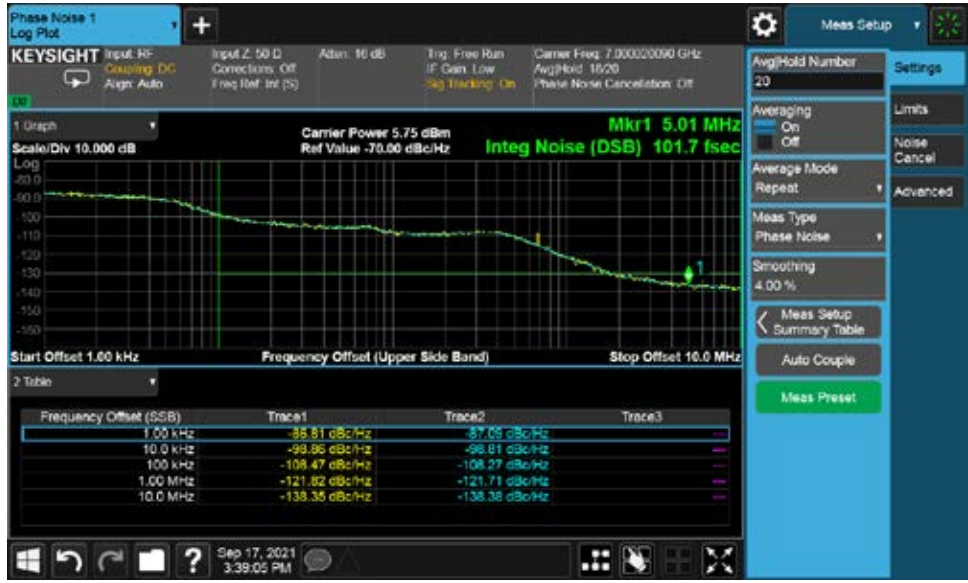 Phase Noise 1
Log Plot
Meas Setup
KEYSIGHT
Input: RF
Coupling: DC
Align: Auto
Input Z: 50 Ω
Corrections: Off
Freq Ref: Int (S)
Atten: 16 dB
Trig: Free Run
IF Gain: Low
Sig Tracking: On
Carrier Freq: 7.000020090 GHz
Avg|Hold: 18/20
Phase Noise Cancellation: Off
1 Graph
Scale/Div 10.000 dB
Carrier Power 5.75 dBm
Ref Value -70.00 dBc/Hz
Mkr1 5.01 MHz
Integ Noise (DSB) 101.7 fsec
Log
-80.0
-90.0
-100
-110
-120
-130
-140
-150
-160
1
Start Offset 1.00 kHz
Frequency Offset (Upper Side Band)
Stop Offset 10.0 MHz
2 Table
Frequency Offset (SSB) Trace1 Trace2 Trace3
1.00 kHz -86.81 dBc/Hz -87.09 dBc/Hz ---
10.0 kHz -98.86 dBc/Hz -98.81 dBc/Hz ---
100 kHz -108.47 dBc/Hz -108.27 dBc/Hz ---
1.00 MHz -121.82 dBc/Hz -121.71 dBc/Hz ---
10.0 MHz -138.35 dBc/Hz -138.38 dBc/Hz ---
Avg|Hold Number
20
Averaging
On
Off
Average Mode
Repeat
Meas Type
Phase Noise
Smoothing
4.00 %
Meas Setup
Summary Table
Auto Couple
Meas Preset
Settings
Limits
Noise
Cancel
Advanced
?
Sep 17, 2021
3:39:05 PM